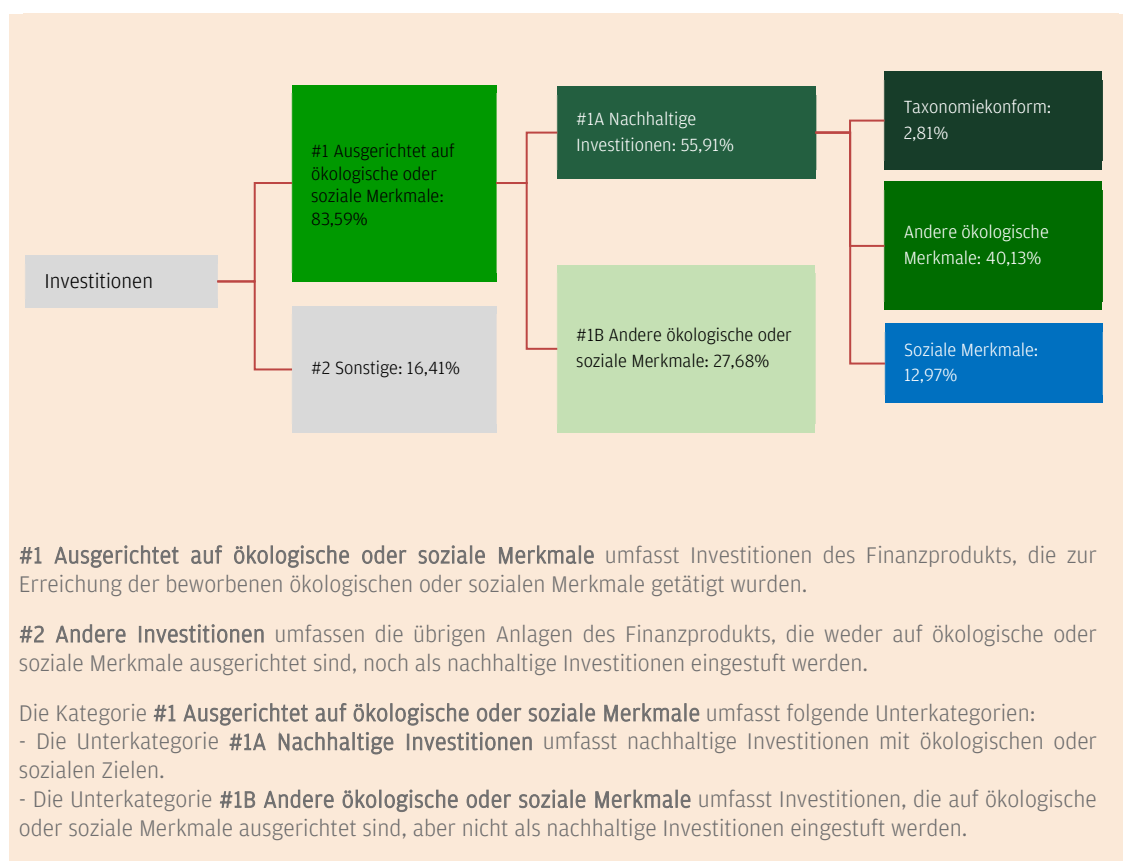 Investitionen
#1 Ausgerichtet auf
ökologische oder
soziale Merkmale:
83,59%
#2 Sonstige: 16,41%
#1A Nachhaltige
Investitionen: 55,91%
#1B Andere ökologische oder
soziale Merkmale: 27,68%
Taxonomiekonform:
2,81%
Andere ökologische
Merkmale: 40,13%
Soziale Merkmale:
12,97%
#1 Ausgerichtet auf ökologische oder soziale Merkmale umfasst Investitionen des Finanzprodukts, die zur
Erreichung der beworbenen ökologischen oder sozialen Merkmale getätigt wurden.
#2 Andere Investitionen umfassen die übrigen Anlagen des Finanzprodukts, die weder auf ökologische oder
soziale Merkmale ausgerichtet sind, noch als nachhaltige Investitionen eingestuft werden.
Die Kategorie #1 Ausgerichtet auf ökologische oder soziale Merkmale umfasst folgende Unterkategorien:
- Die Unterkategorie #1A Nachhaltige Investitionen umfasst nachhaltige Investitionen mit ökologischen oder
sozialen Zielen.
- Die Unterkategorie #1B Andere ökologische oder soziale Merkmale umfasst Investitionen, die auf ökologische
oder soziale Merkmale ausgerichtet sind, aber nicht als nachhaltige Investitionen eingestuft werden.